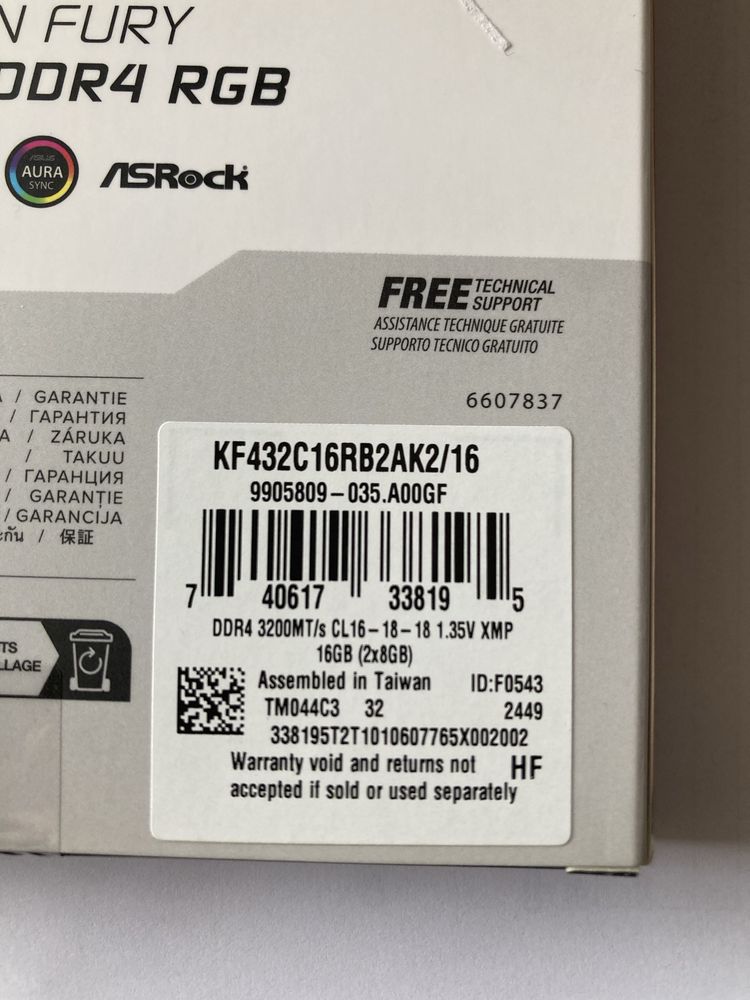 N FURY
DDR4 RGB
ASUS
AURA
SYNC
ASRock
FREE TECHNICAL SUPPORT
ASSISTANCE TECHNIQUE GRATUITE
SUPPORTO TECNICO GRATUITO
6607837
A / GARANTIE
/ ГАРАНТИЯ
A / ZÁRUKA
/ TAKUU
/ ГАРАНЦИЯ
/ GARANȚIE
/ GARANCIJA
/ 保証
TS
LLAGE
KF432C16RB2AK2/16
9905809-035.A00GF
7 40617 33819 5
DDR4 3200MT/s CL16-18-18 1.35V XMP
16GB (2x8GB)
Assembled in Taiwan ID:F0543
TM044C3 32 2449
338195T2T1010607765X002002
Warranty void and returns not HF
accepted if sold or used separately